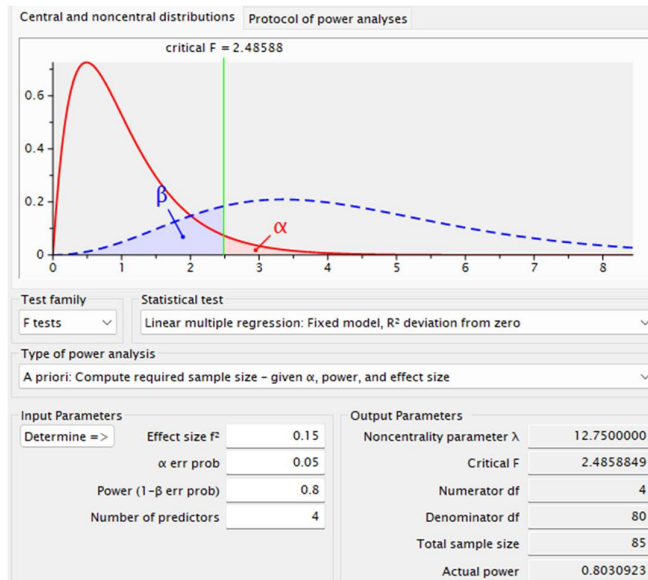 Central and noncentral distributions Protocol of power analyses
critical F = 2.48588
0.6
0.4
0.2
0
β
α
0 1 2 3 4 5 6 7 8
Test family Statistical test
F tests Linear multiple regression: Fixed model, R² deviation from zero
Type of power analysis
A priori: Compute required sample size – given α, power, and effect size
Input Parameters Output Parameters
Determine => Effect size f² 0.15 Noncentrality parameter λ 12.7500000
α err prob 0.05 Critical F 2.4858849
Power (1-β err prob) 0.8 Numerator df 4
Number of predictors 4 Denominator df 80
Total sample size 85
Actual power 0.8030923